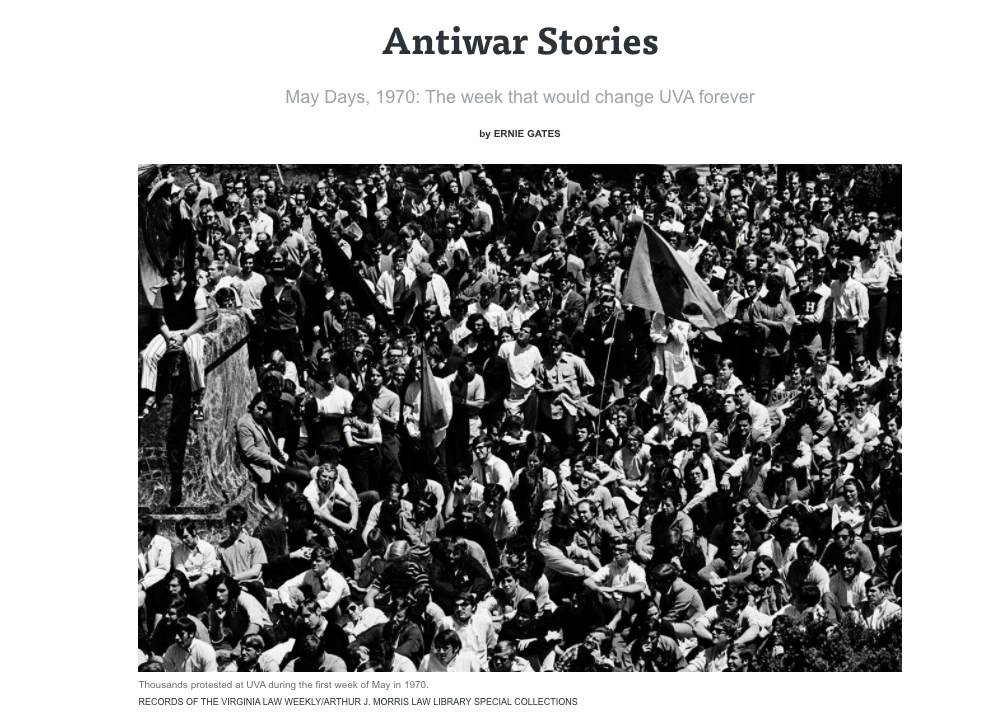 Antiwar Stories
May Days, 1970: The week that would change UVA forever
by ERNIE GATES
H
Thousands protested at UVA during the first week of May in 1970.
RECORDS OF THE VIRGINIA LAW WEEKLY/ARTHUR J. MORRIS LAW LIBRARY SPECIAL COLLECTIONS